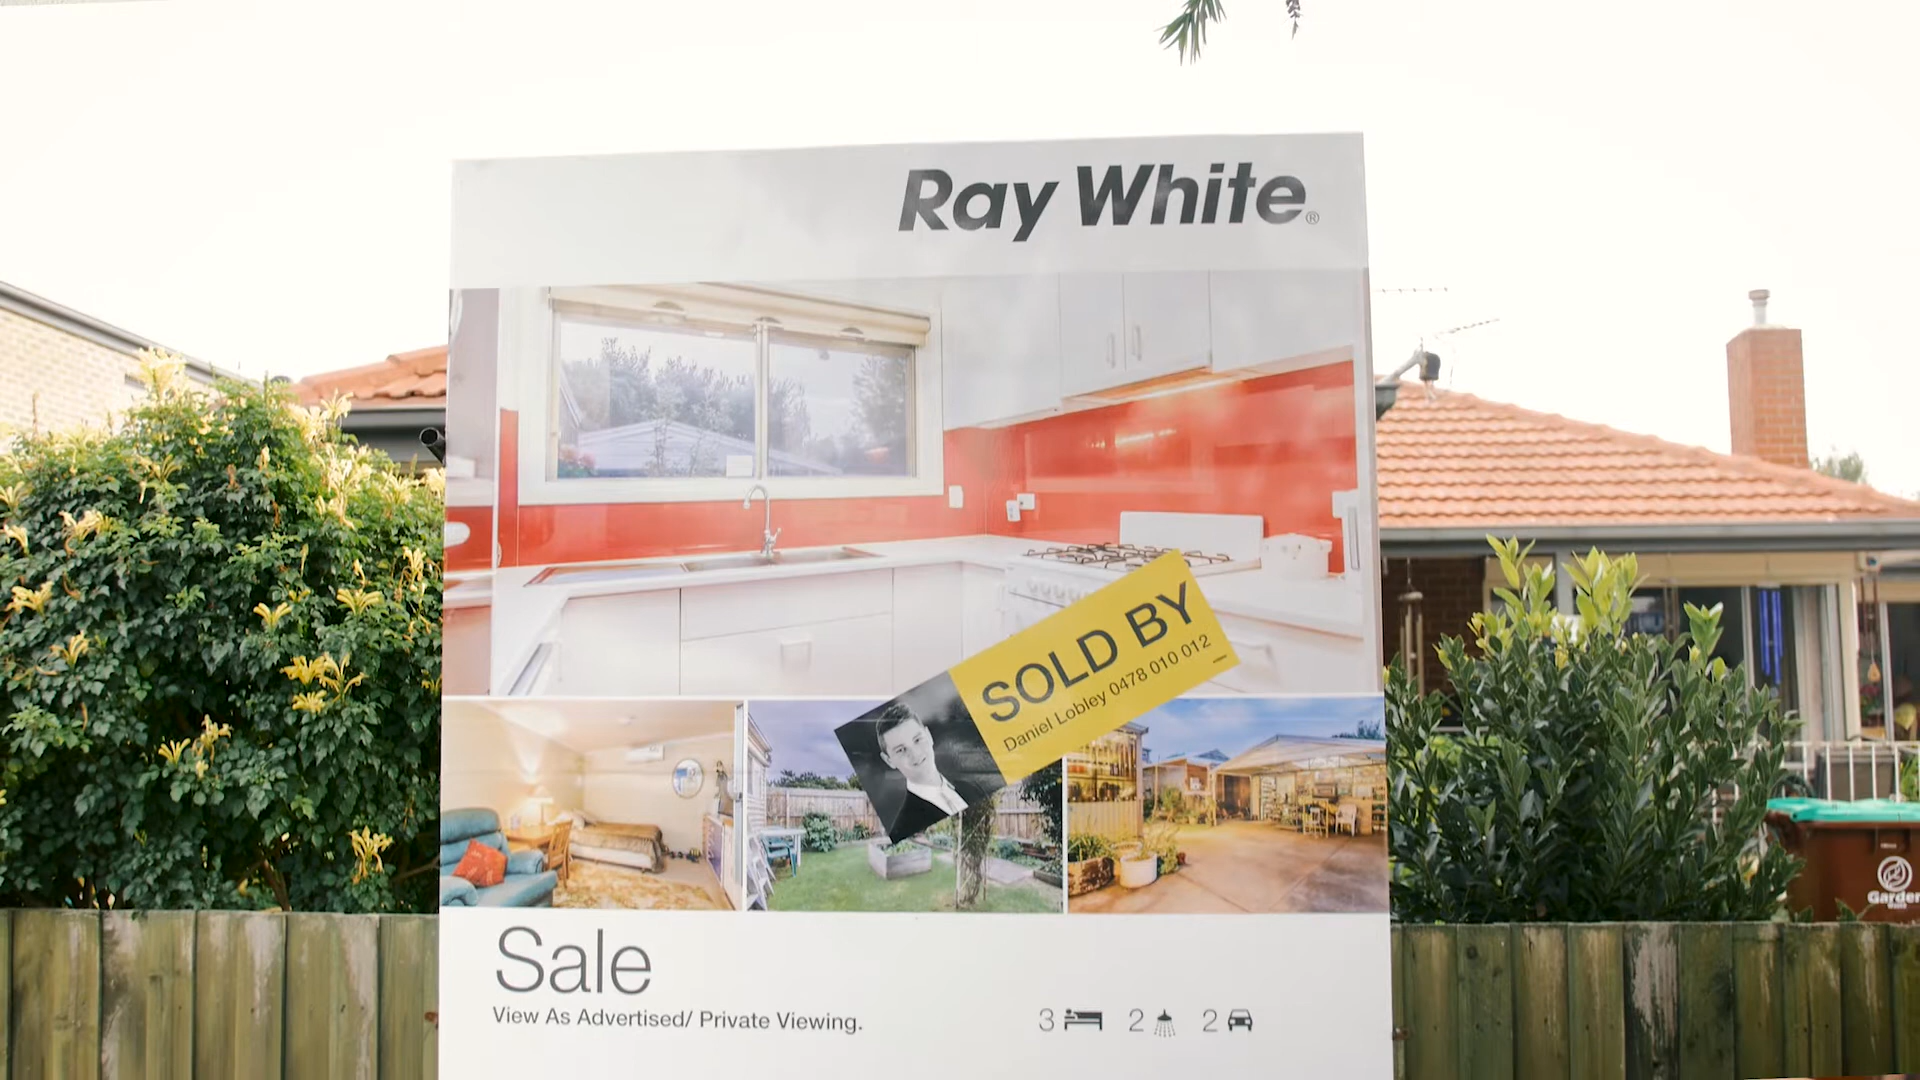 Ray White®
SOLD BY
Daniel Lobley 0478 010 012
Sale
View As Advertised/ Private Viewing.
3 2 2
Garden